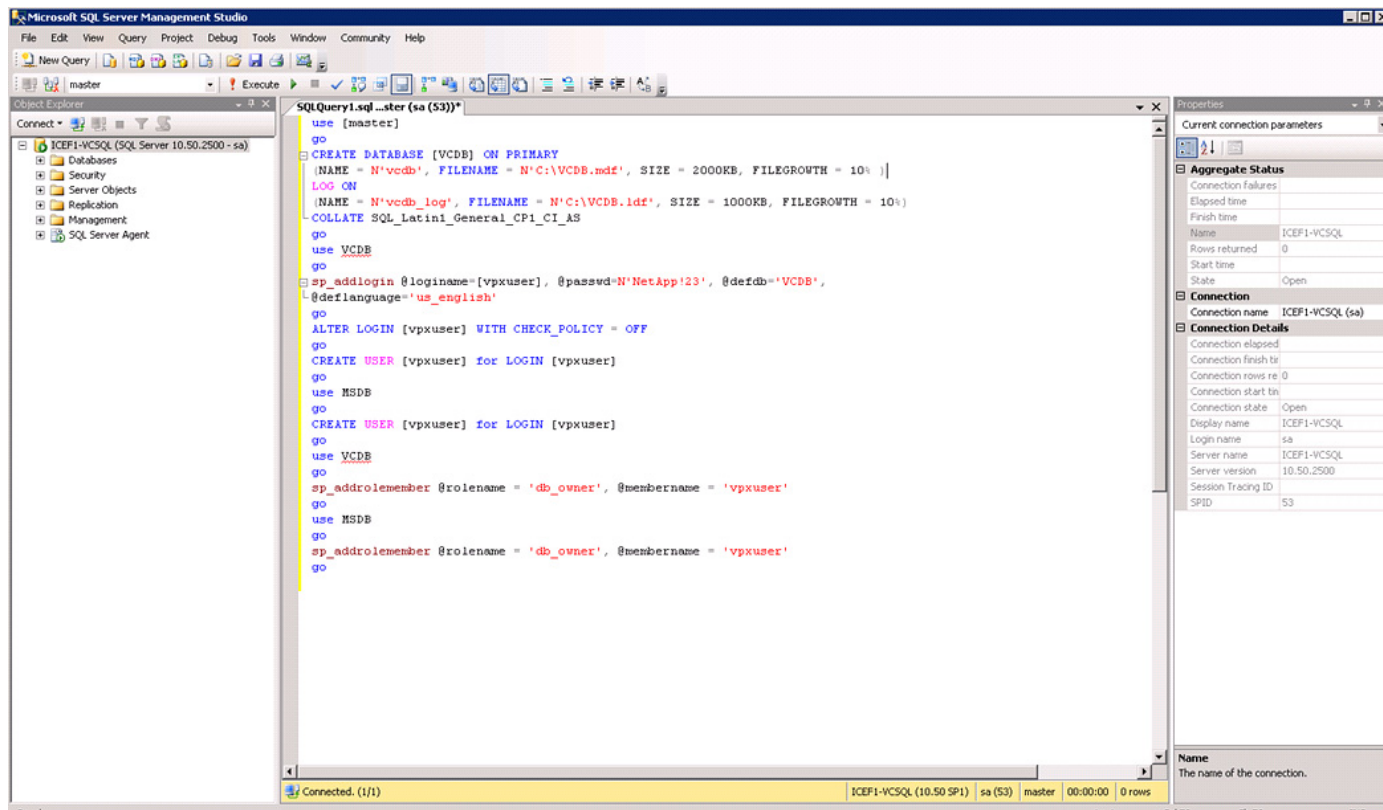 Microsoft SQL Server Management Studio
File Edit View Query Project Debug Tools Window Community Help
New Query
master Execute
Object Explorer
Connect
ICEF1-VCSQL (SQL Server 10.50.2500 - sa)
Databases
Security
Server Objects
Replication
Management
SQL Server Agent
SQLQuery1.sql ...ster (sa (53))*
use [master]
go
CREATE DATABASE [VCDB] ON PRIMARY
(NAME = N'vcdb', FILENAME = N'C:\VCDB.mdf', SIZE = 2000KB, FILEGROWTH = 10% )
LOG ON
(NAME = N'vcdb_log', FILENAME = N'C:\VCDB.ldf', SIZE = 1000KB, FILEGROWTH = 10%)
COLLATE SQL_Latin1_General_CP1_CI_AS
go
use VCDB
go
sp_addlogin @loginame=[vpxuser], @passwd=N'NetApp!23', @defdb='VCDB',
@deflanguage='us_english'
go
ALTER LOGIN [vpxuser] WITH CHECK_POLICY = OFF
go
CREATE USER [vpxuser] for LOGIN [vpxuser]
go
use MSDB
go
CREATE USER [vpxuser] for LOGIN [vpxuser]
go
use VCDB
go
sp_addrolemember @rolename = 'db_owner', @membername = 'vpxuser'
go
use MSDB
go
sp_addrolemember @rolename = 'db_owner', @membername = 'vpxuser'
go
Connected. (1/1) ICEF1-VCSQL (10.50 SP1) sa (53) master 00:00:00 0 rows
Properties
Current connection parameters
Aggregate Status
Connection failures
Elapsed time
Finish time
Name ICEF1-VCSQL
Rows returned 0
Start time
State Open
Connection
Connection name ICEF1-VCSQL (sa)
Connection Details
Connection elapsed
Connection finish tir
Connection rows re 0
Connection start tin
Connection state Open
Display name ICEF1-VCSQL
Login name sa
Server name ICEF1-VCSQL
Server version 10.50.2500
Session Tracing ID
SPID 53
Name
The name of the connection.